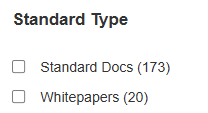 Standard Type
Standard Docs (173)
Whitepapers (20)